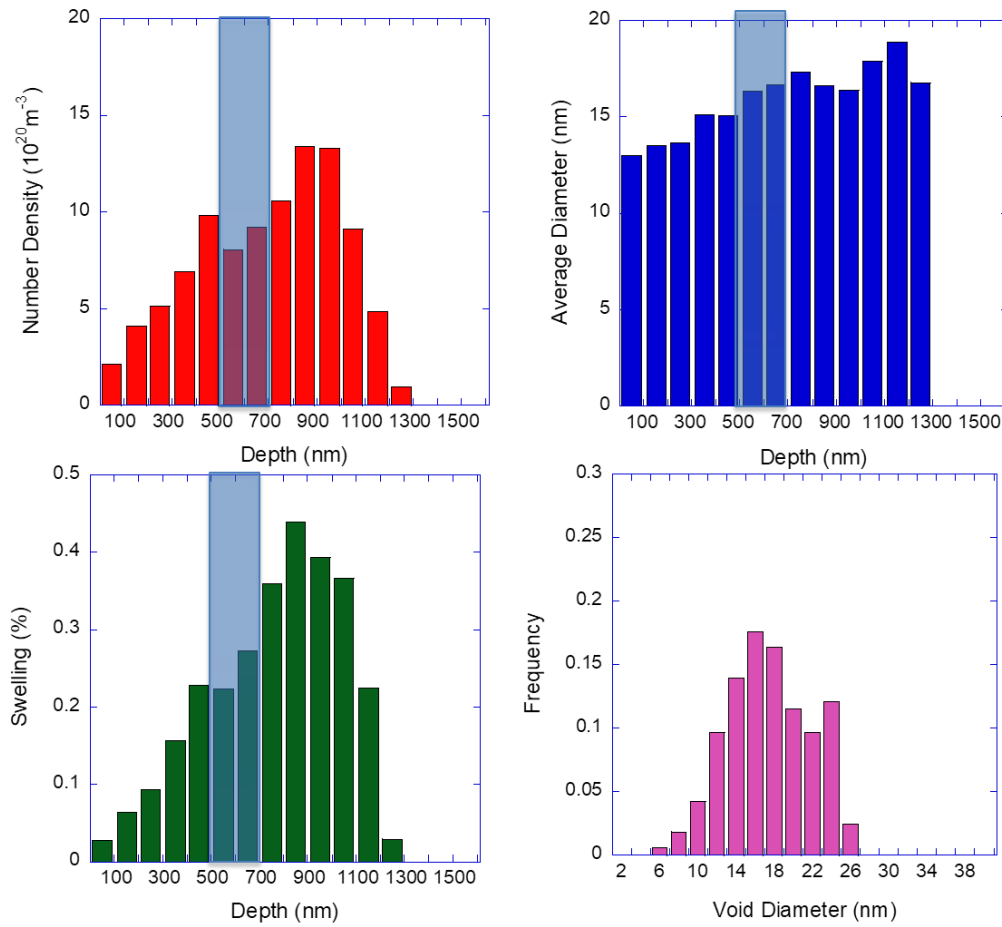 20
15
10
5
0
Number Density (10²⁰m⁻³)
100 300 500 700 900 1100 1300 1500
Depth (nm)
20
15
10
5
0
Average Diameter (nm)
100 300 500 700 900 1100 1300 1500
Depth (nm)
0.5
0.4
0.3
0.2
0.1
0
Swelling (%)
100 300 500 700 900 1100 1300 1500
Depth (nm)
0.3
0.25
0.2
0.15
0.1
0.05
0
Frequency
2 6 10 14 18 22 26 30 34 38
Void Diameter (nm)